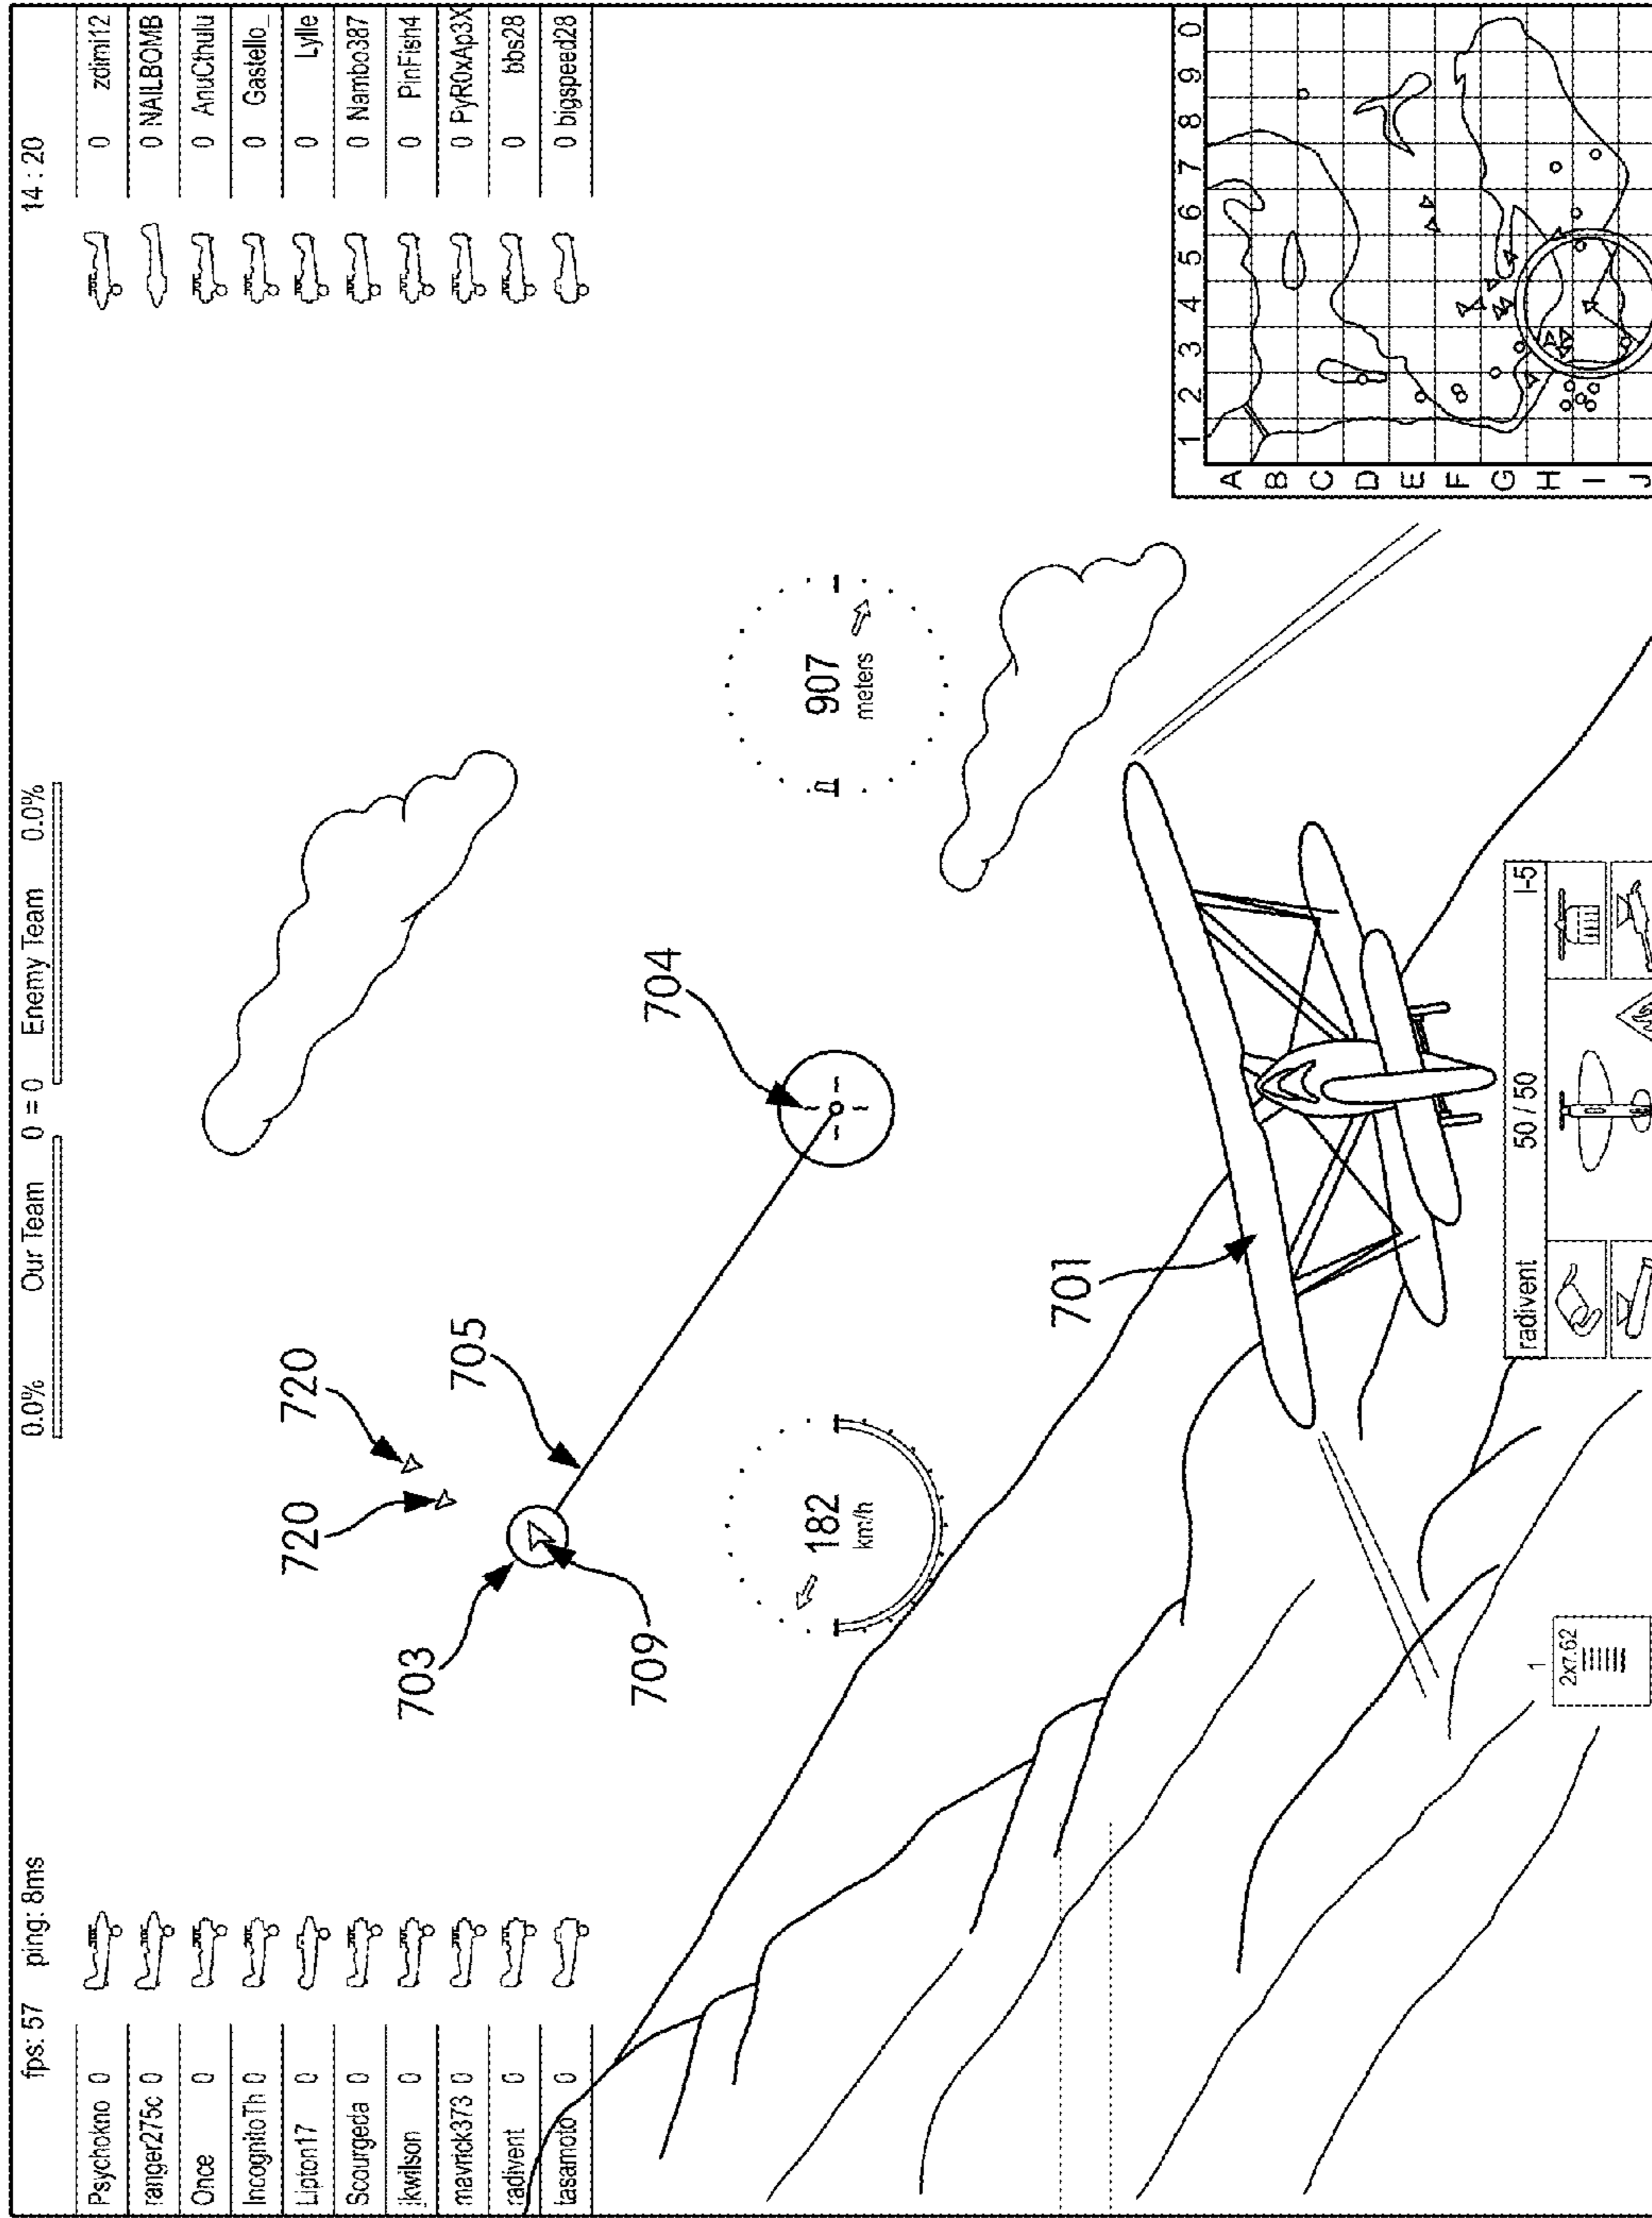 fps: 57 ping: 8ms
0.0% Our Team 0 = 0 Enemy Team 0.0%
14 : 20
Psychokno 0
ranger275c 0
Once 0
IncognitoTh 0
Lipton17 0
Scourgeda 0
jkwilson 0
mavrick373 0
radivent 0
tasamoto 0
0 zdimi12
0 NAILBOMB
0 AnuCthulu
0 Gastello_
0 Lylle
0 Nambo387
0 PinFish4
0 PyR0xAp3X
0 bbs28
0 bigspeed28
720
720
703
705
709
704
182
km/h
907
meters
701
radivent 50 / 50 I-5
1
2x7.62
1 2 3 4 5 6 7 8 9 0
A
B
C
D
E
F
G
H
I
J